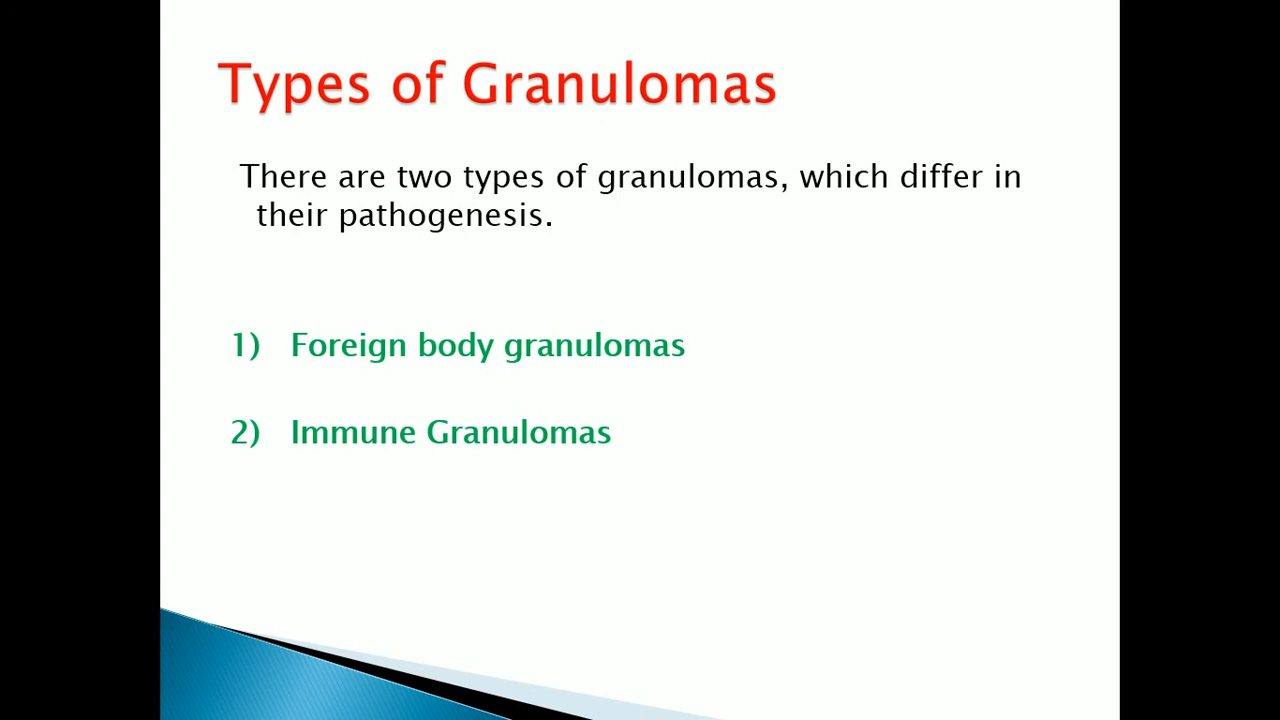 Types of Granulomas
There are two types of granulomas, which differ in
their pathogenesis.
1) Foreign body granulomas
2) Immune Granulomas